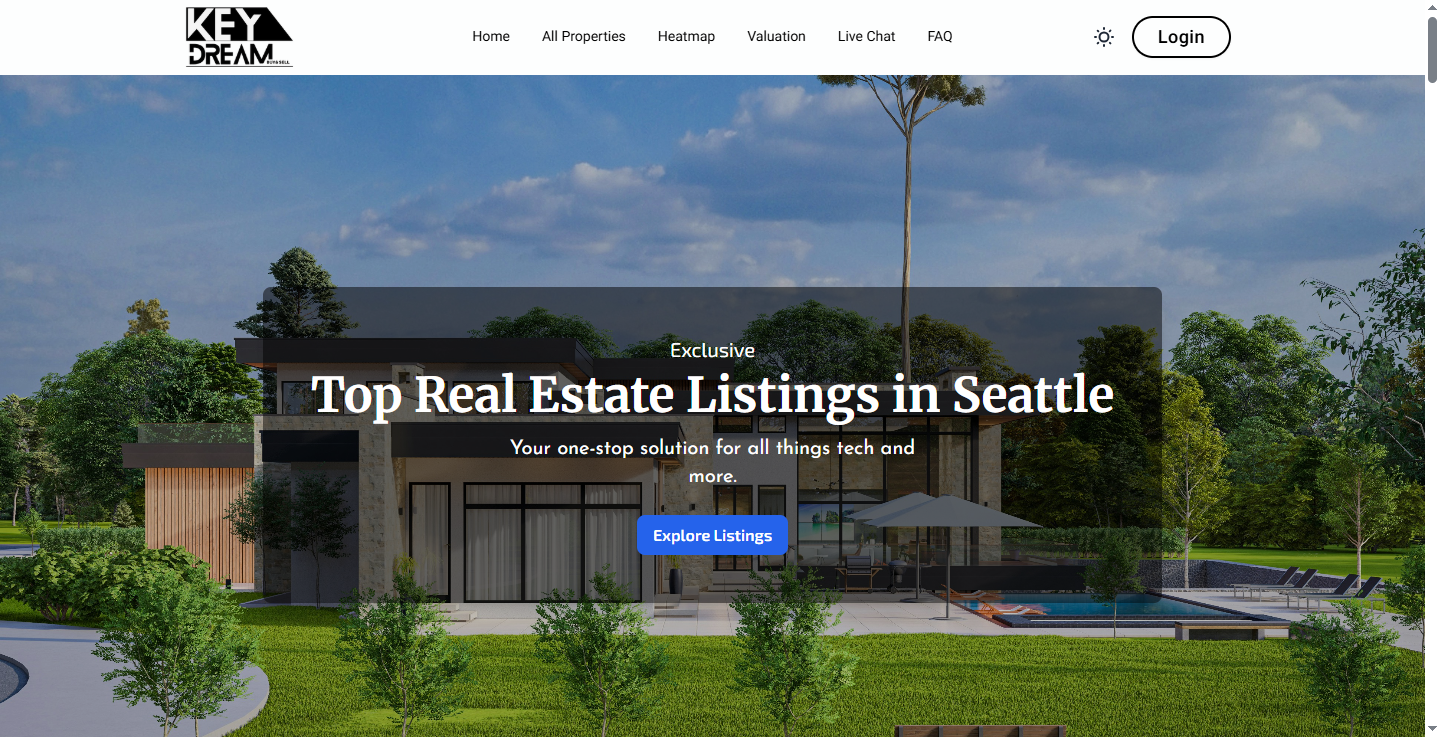 KEY
DREAM
BUY & SELL
Home
All Properties
Heatmap
Valuation
Live Chat
FAQ
Login
Exclusive
Top Real Estate Listings in Seattle
Your one-stop solution for all things tech and
more.
Explore Listings